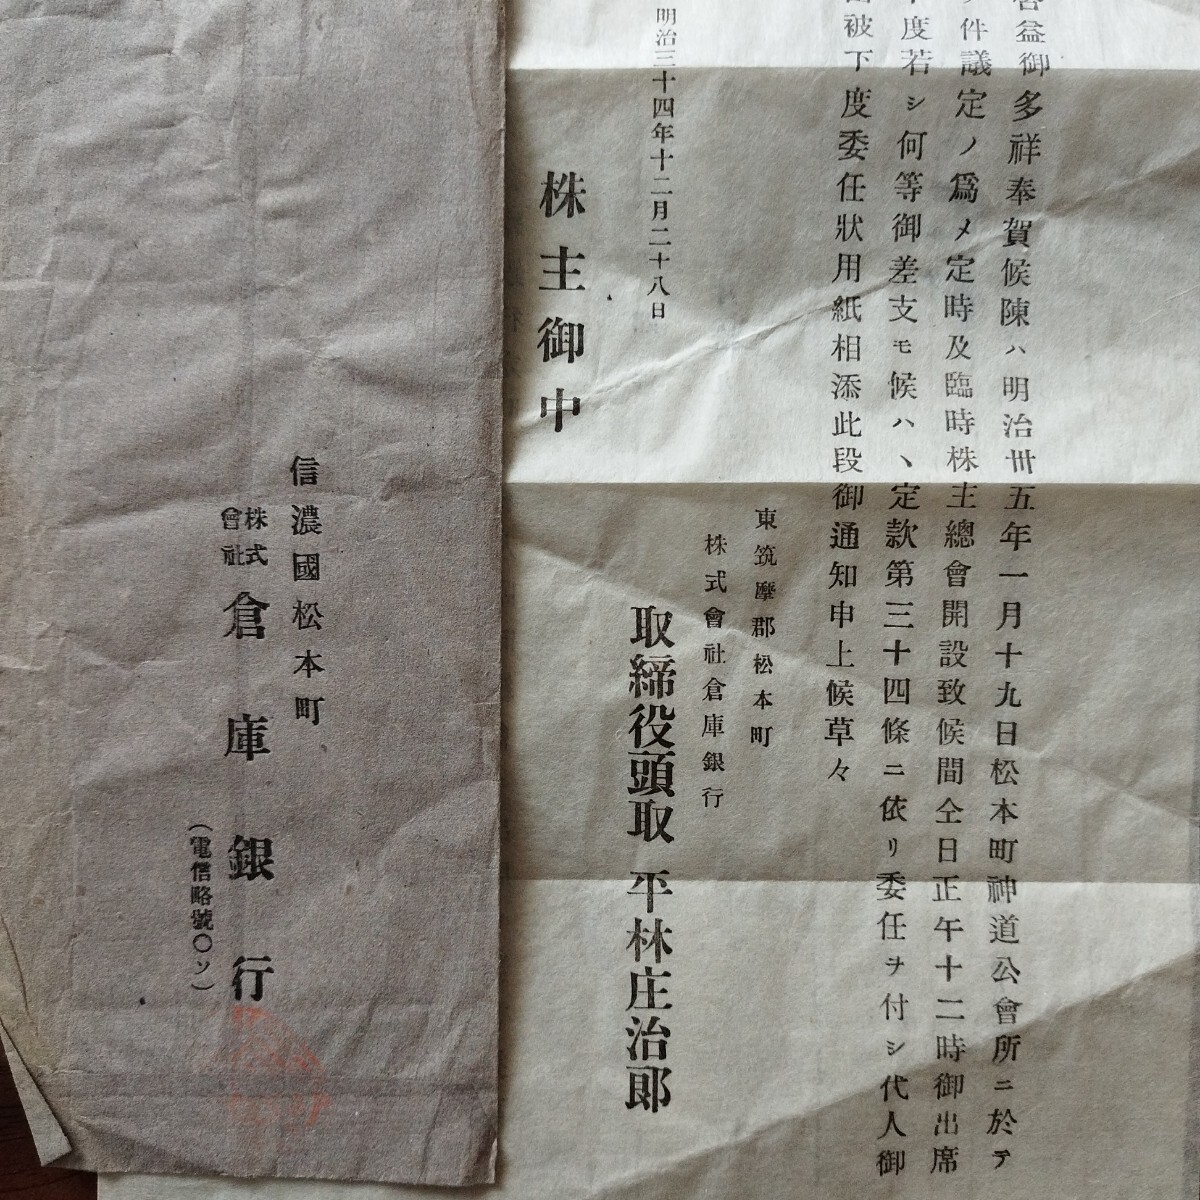 益御多祥奉賀候陳ハ明治卅五年一月十九日松本町神道公會所ニ於テ
件議定ノ爲メ定時及臨時株主總會開設致候間仝日正午十二時御出席
度若シ何等御差支モ候ハヽ定款第三十四條ニ依リ委任ヲ付シ代人御
被下度委任狀用紙相添此段御通知申上候草々
東筑摩郡松本町
株式會社倉庫銀行
明治三十四年十二月二十八日
取締役頭取 平林庄治郎
株主御中
信濃國松本町
株式會社 倉庫銀行
(電信略號〇ソ)